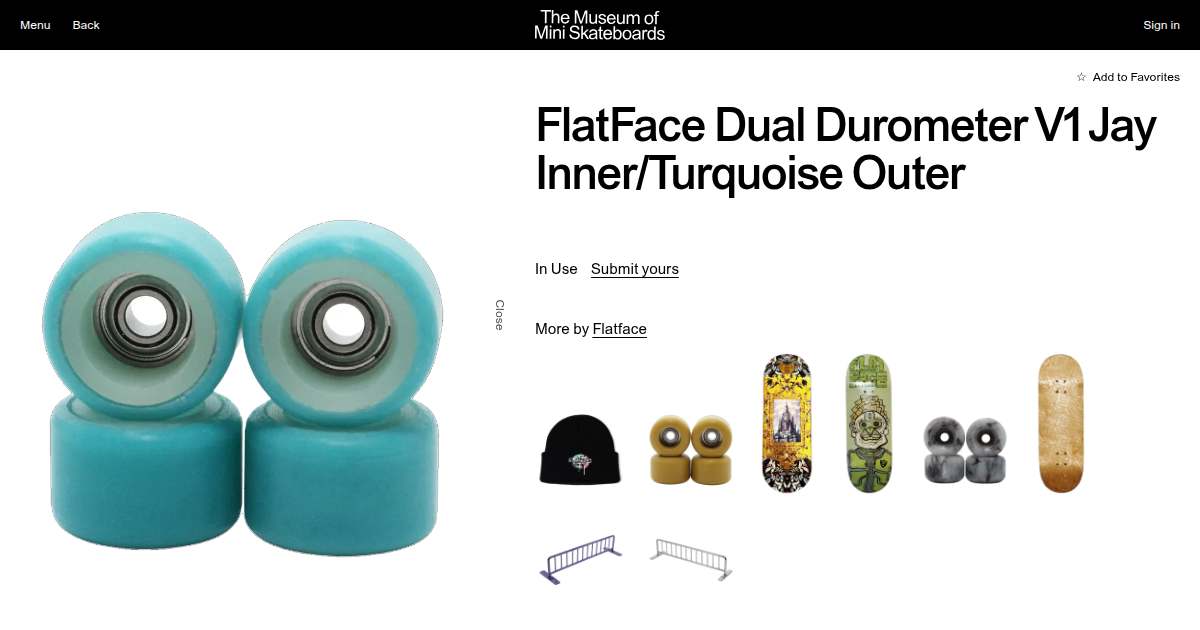 Menu
Back
The Museum of
Mini Skateboards
Sign in
☆ Add to Favorites
FlatFace Dual Durometer V1 Jay
Inner/Turquoise Outer
In Use Submit yours
Close
More by Flatface